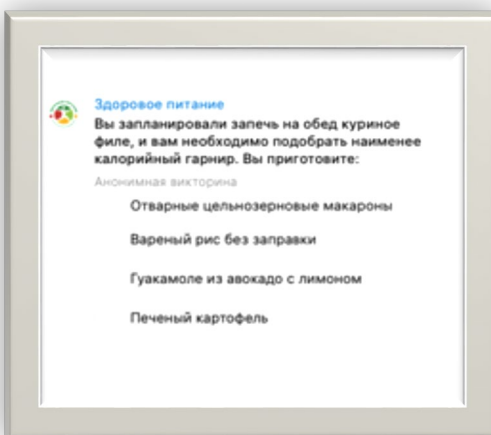 Здоровое питание
Вы запланировали запечь на обед куриное
филе, и вам необходимо подобрать наименее
калорийный гарнир. Вы приготовите:
Анонимная викторина
Отварные цельнозерновые макароны
Вареный рис без заправки
Гуакамоле из авокадо с лимоном
Печеный картофель